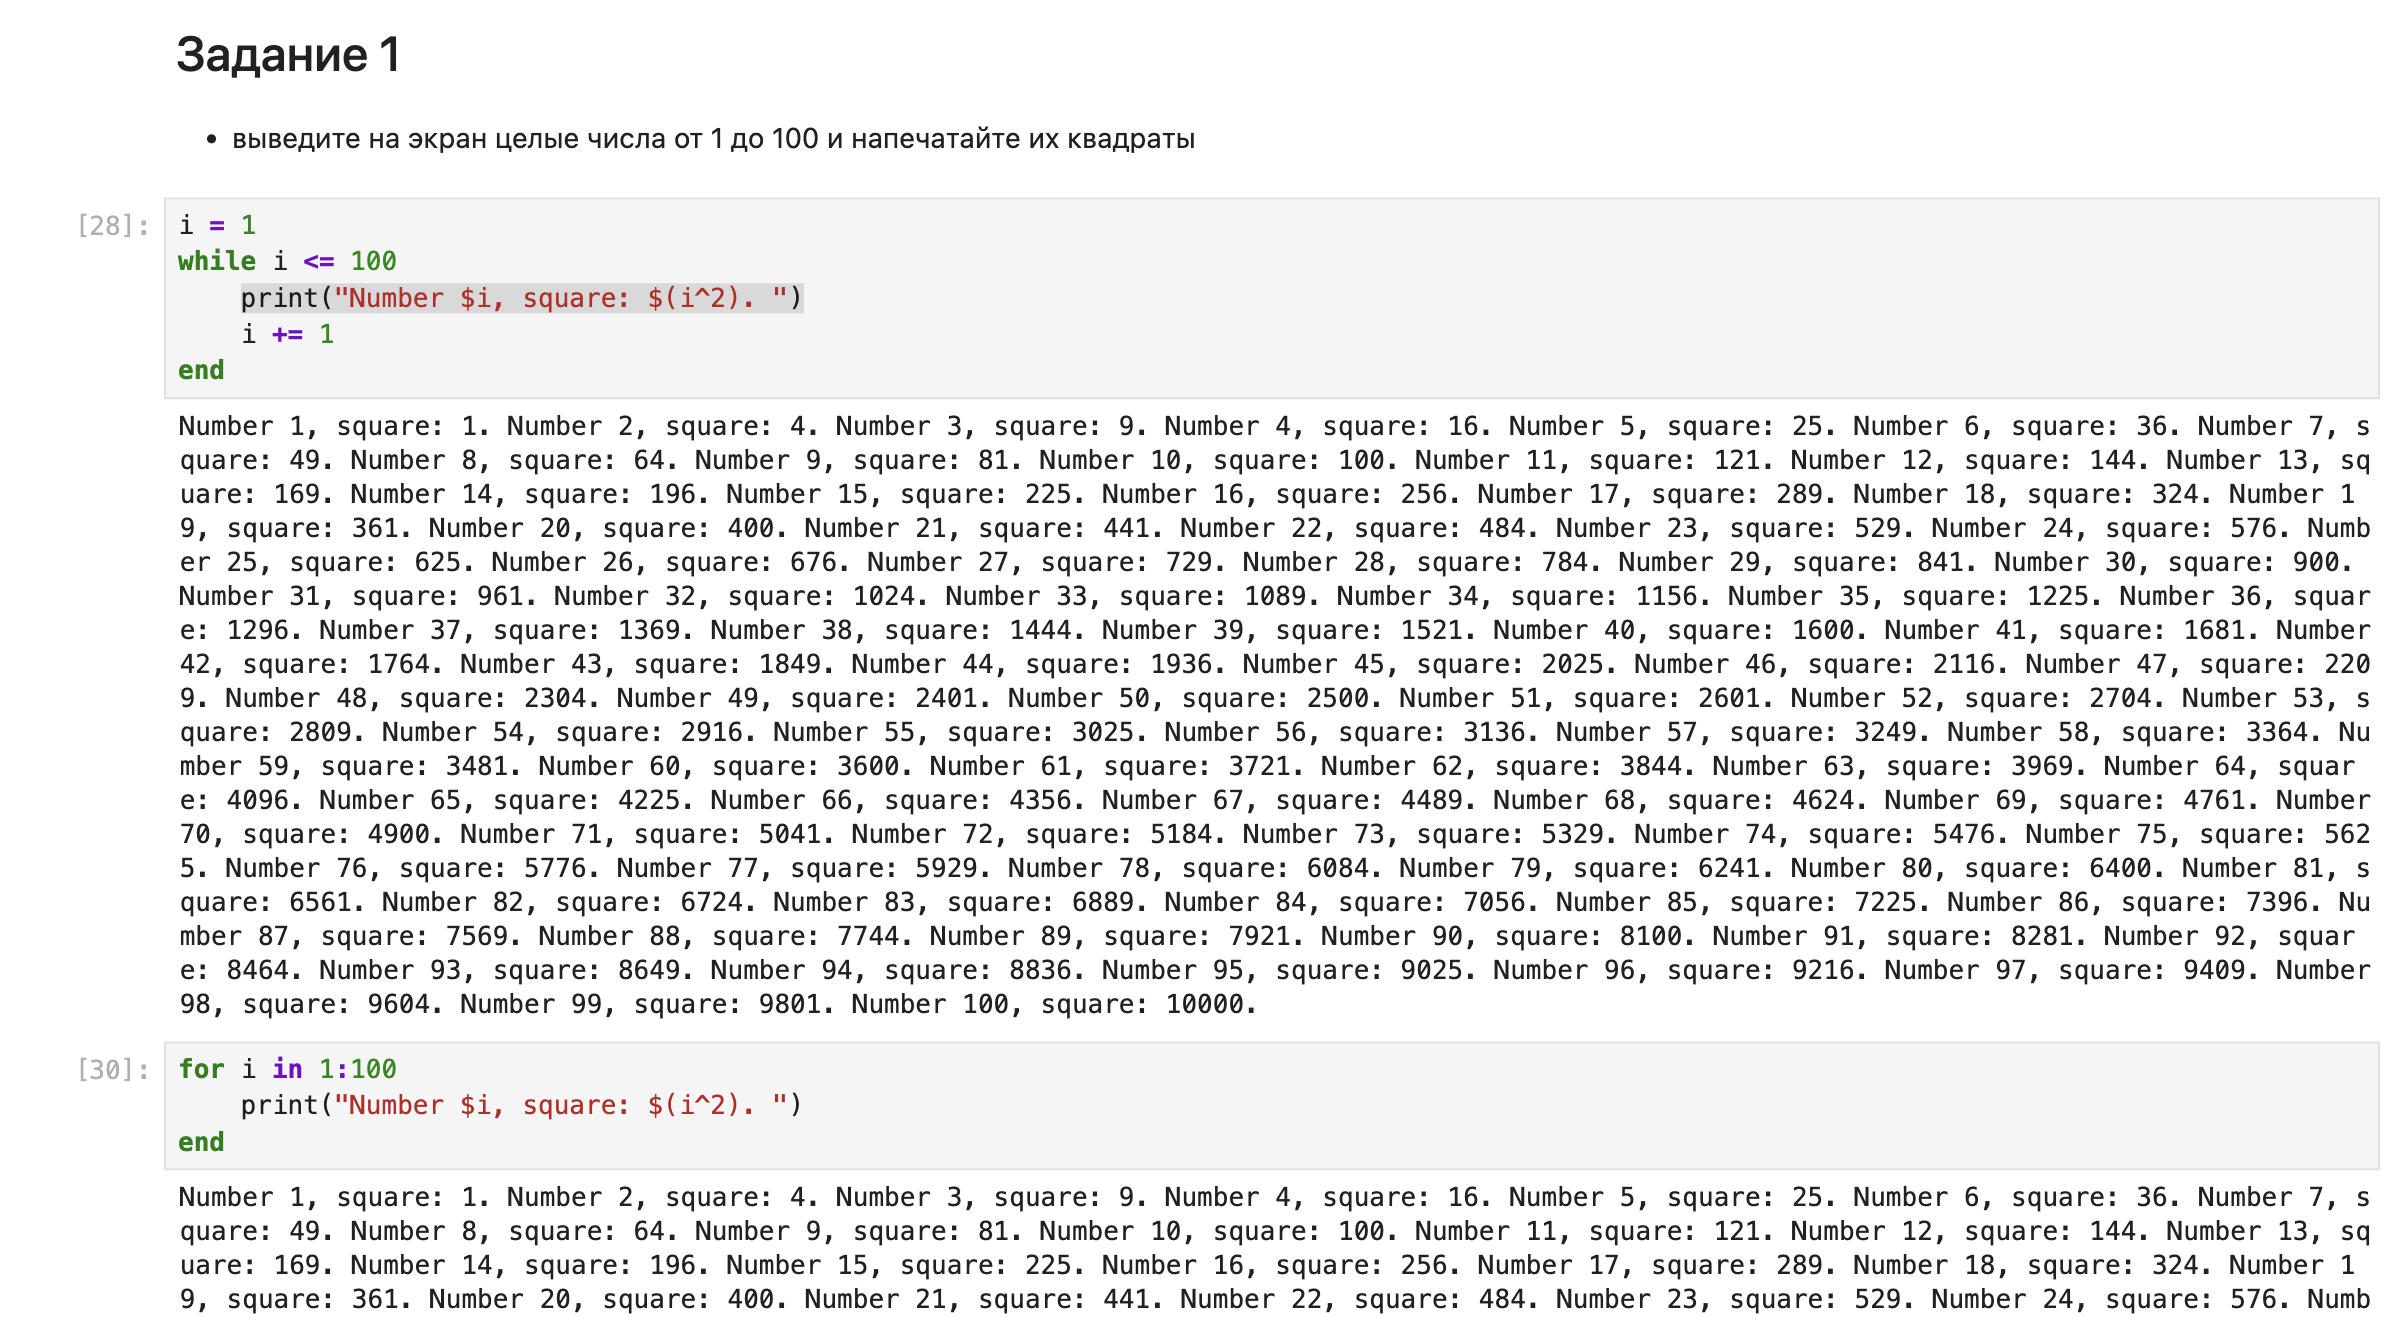 Задание 1
• выведите на экран целые числа от 1 до 100 и напечатайте их квадраты
[28]:
i = 1
while i <= 100
    print("Number $i, square: $(i^2). ")
    i += 1
end
Number 1, square: 1. Number 2, square: 4. Number 3, square: 9. Number 4, square: 16. Number 5, square: 25. Number 6, square: 36. Number 7, s
quare: 49. Number 8, square: 64. Number 9, square: 81. Number 10, square: 100. Number 11, square: 121. Number 12, square: 144. Number 13, sq
uare: 169. Number 14, square: 196. Number 15, square: 225. Number 16, square: 256. Number 17, square: 289. Number 18, square: 324. Number 1
9, square: 361. Number 20, square: 400. Number 21, square: 441. Number 22, square: 484. Number 23, square: 529. Number 24, square: 576. Numb
er 25, square: 625. Number 26, square: 676. Number 27, square: 729. Number 28, square: 784. Number 29, square: 841. Number 30, square: 900.
Number 31, square: 961. Number 32, square: 1024. Number 33, square: 1089. Number 34, square: 1156. Number 35, square: 1225. Number 36, squar
e: 1296. Number 37, square: 1369. Number 38, square: 1444. Number 39, square: 1521. Number 40, square: 1600. Number 41, square: 1681. Number
42, square: 1764. Number 43, square: 1849. Number 44, square: 1936. Number 45, square: 2025. Number 46, square: 2116. Number 47, square: 220
9. Number 48, square: 2304. Number 49, square: 2401. Number 50, square: 2500. Number 51, square: 2601. Number 52, square: 2704. Number 53, s
quare: 2809. Number 54, square: 2916. Number 55, square: 3025. Number 56, square: 3136. Number 57, square: 3249. Number 58, square: 3364. Nu
mber 59, square: 3481. Number 60, square: 3600. Number 61, square: 3721. Number 62, square: 3844. Number 63, square: 3969. Number 64, squar
e: 4096. Number 65, square: 4225. Number 66, square: 4356. Number 67, square: 4489. Number 68, square: 4624. Number 69, square: 4761. Number
70, square: 4900. Number 71, square: 5041. Number 72, square: 5184. Number 73, square: 5329. Number 74, square: 5476. Number 75, square: 562
5. Number 76, square: 5776. Number 77, square: 5929. Number 78, square: 6084. Number 79, square: 6241. Number 80, square: 6400. Number 81, s
quare: 6561. Number 82, square: 6724. Number 83, square: 6889. Number 84, square: 7056. Number 85, square: 7225. Number 86, square: 7396. Nu
mber 87, square: 7569. Number 88, square: 7744. Number 89, square: 7921. Number 90, square: 8100. Number 91, square: 8281. Number 92, squar
e: 8464. Number 93, square: 8649. Number 94, square: 8836. Number 95, square: 9025. Number 96, square: 9216. Number 97, square: 9409. Number
98, square: 9604. Number 99, square: 9801. Number 100, square: 10000.
[30]:
for i in 1:100
    print("Number $i, square: $(i^2). ")
end
Number 1, square: 1. Number 2, square: 4. Number 3, square: 9. Number 4, square: 16. Number 5, square: 25. Number 6, square: 36. Number 7, s
quare: 49. Number 8, square: 64. Number 9, square: 81. Number 10, square: 100. Number 11, square: 121. Number 12, square: 144. Number 13, sq
uare: 169. Number 14, square: 196. Number 15, square: 225. Number 16, square: 256. Number 17, square: 289. Number 18, square: 324. Number 1
9, square: 361. Number 20, square: 400. Number 21, square: 441. Number 22, square: 484. Number 23, square: 529. Number 24, square: 576. Numb